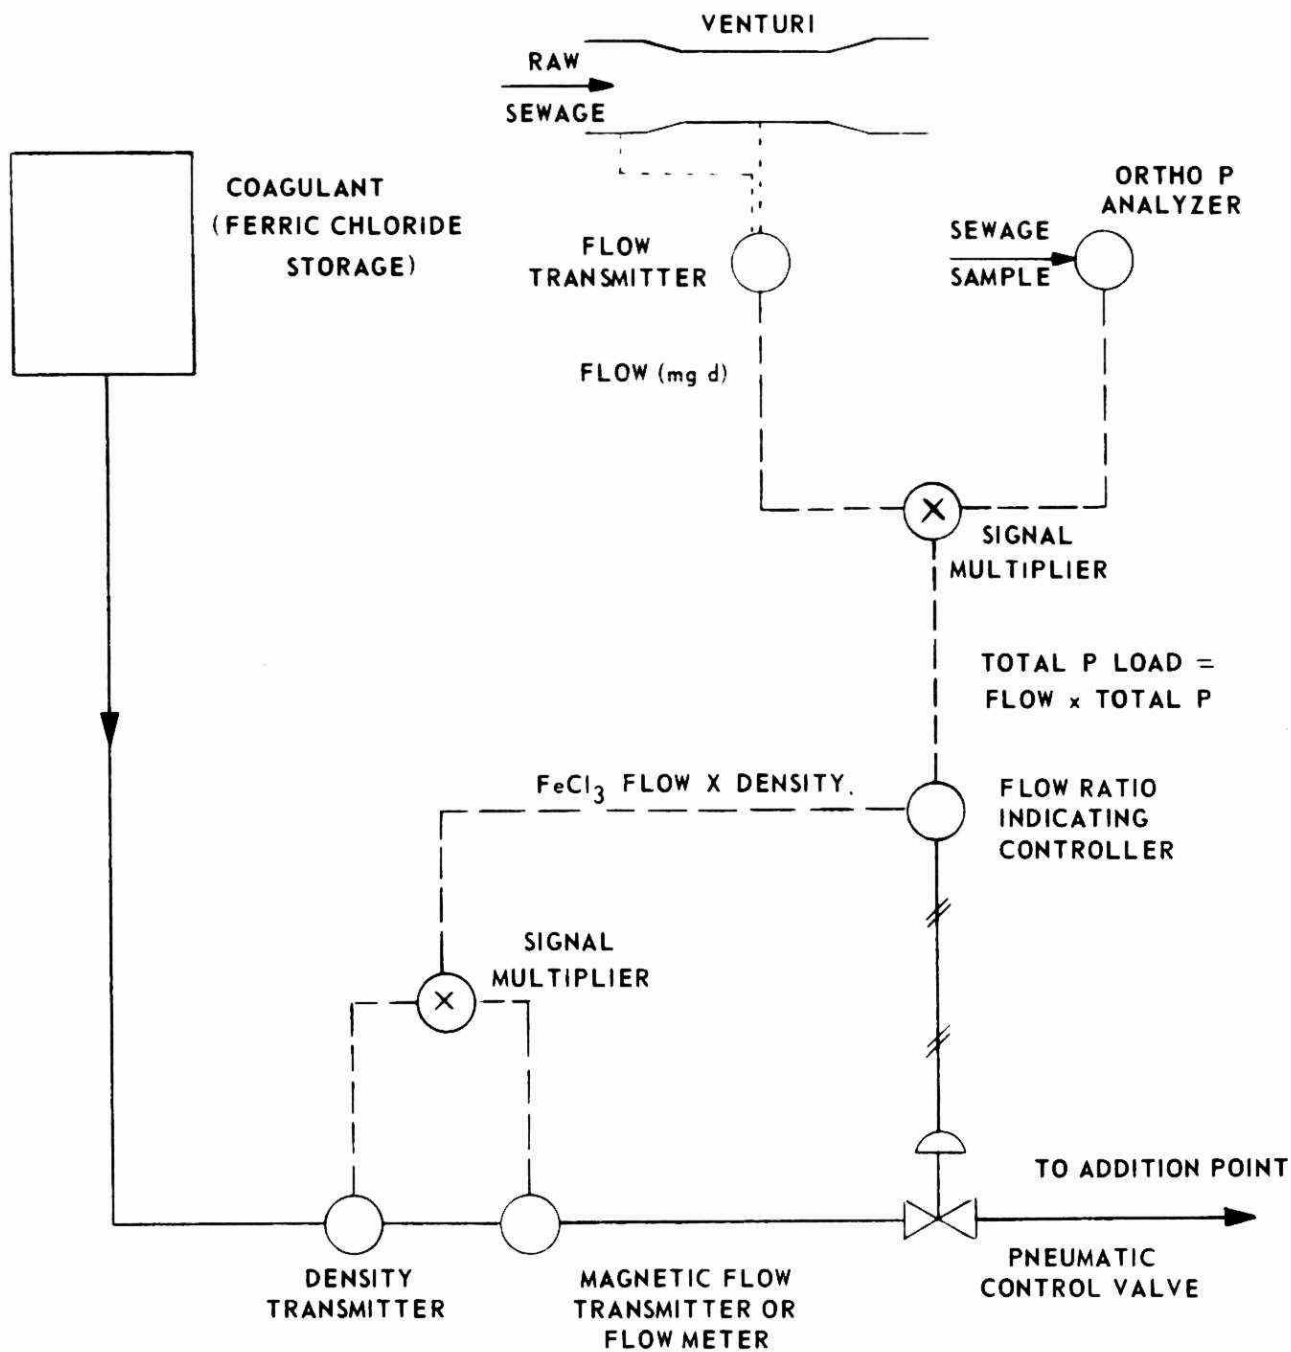 VENTURI
RAW
SEWAGE
COAGULANT
(FERRIC CHLORIDE
STORAGE)
ORTHO P
ANALYZER
FLOW
TRANSMITTER
SEWAGE
SAMPLE
FLOW (mg d)
X
SIGNAL
MULTIPLIER
TOTAL P LOAD =
FLOW x TOTAL P
FeCl₃ FLOW X DENSITY.
FLOW RATIO
INDICATING
CONTROLLER
SIGNAL
MULTIPLIER
X
TO ADDITION POINT
DENSITY
TRANSMITTER
MAGNETIC FLOW
TRANSMITTER OR
FLOW METER
PNEUMATIC
CONTROL VALVE